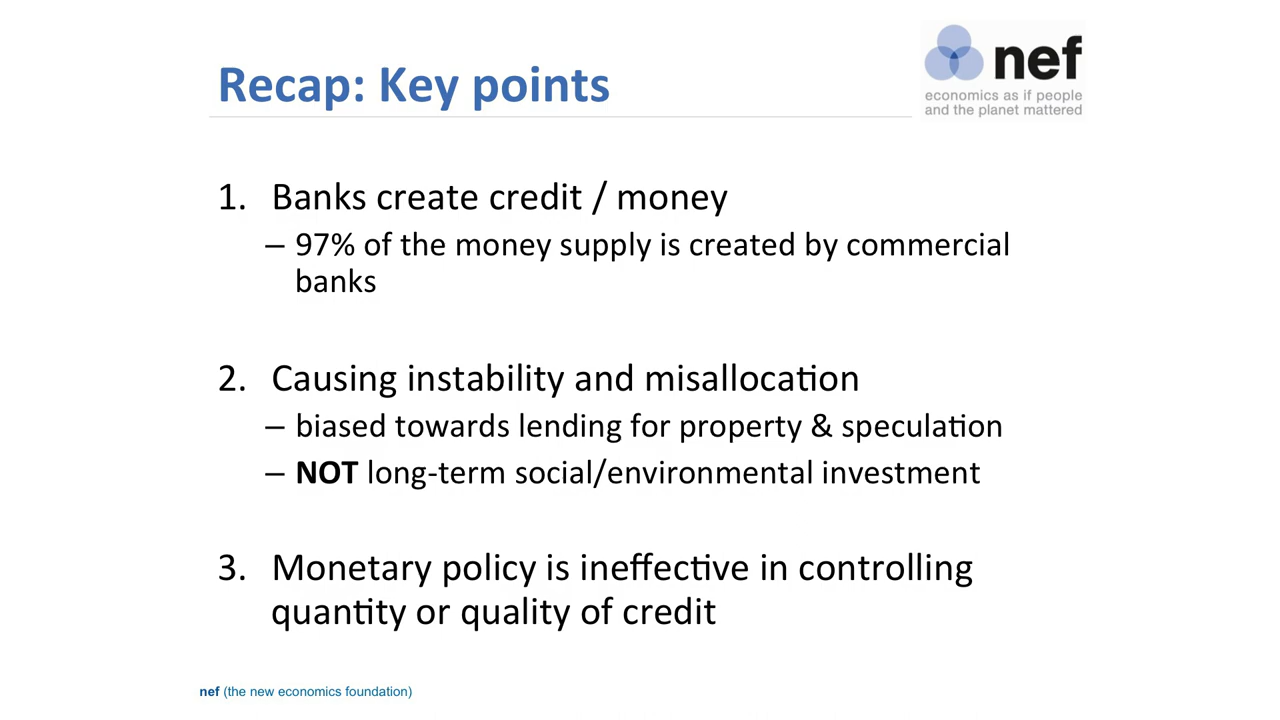 Recap: Key points
nef
economics as if people
and the planet mattered
1. Banks create credit / money
– 97% of the money supply is created by commercial
banks
2. Causing instability and misallocation
– biased towards lending for property & speculation
– NOT long-term social/environmental investment
3. Monetary policy is ineffective in controlling
quantity or quality of credit
nef (the new economics foundation)